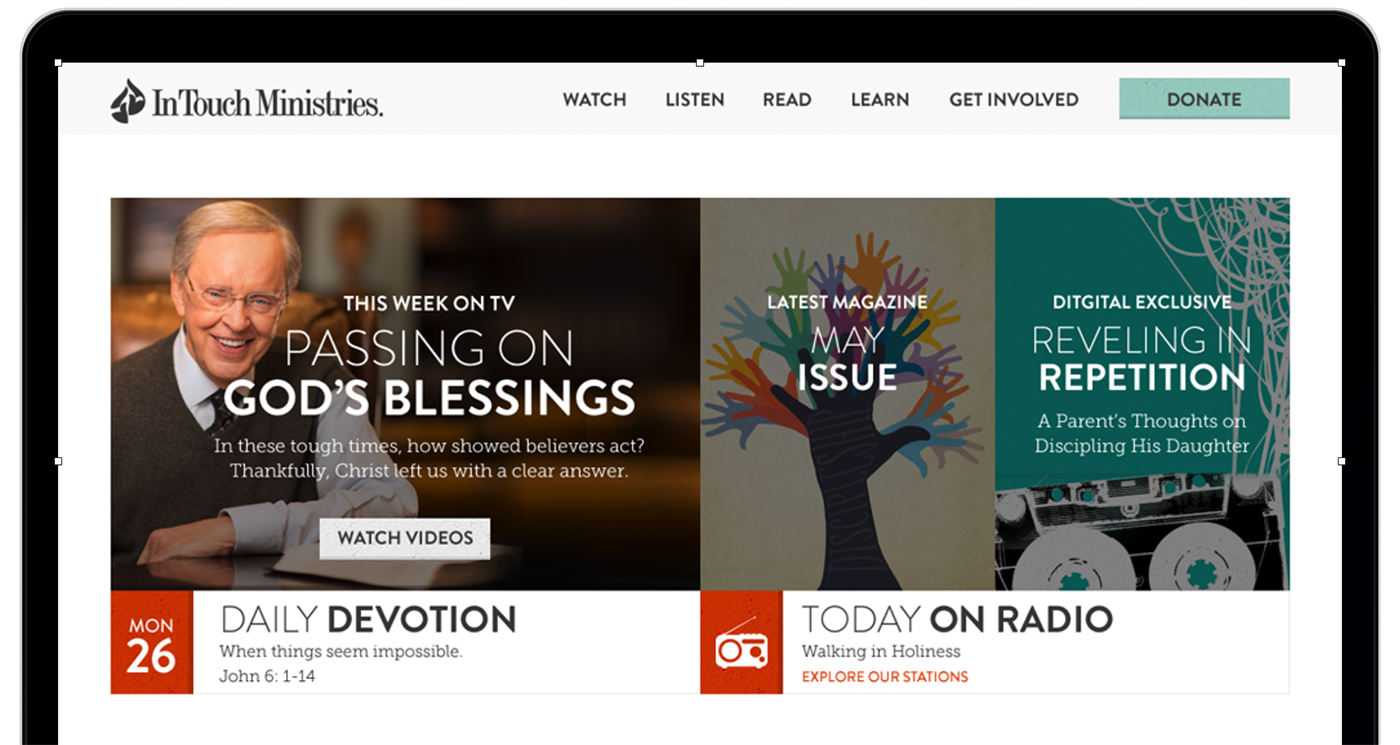 InTouch Ministries.
WATCH LISTEN READ LEARN GET INVOLVED DONATE
THIS WEEK ON TV
PASSING ON
GOD'S BLESSINGS
In these tough times, how showed believers act?
Thankfully, Christ left us with a clear answer.
WATCH VIDEOS
LATEST MAGAZINE
MAY
ISSUE
DISCIPLESHIP
DITGITAL EXCLUSIVE
REVELING IN
REPETITION
A Parent's Thoughts on
Discipling His Daughter
MON
26
DAILY DEVOTION
When things seem impossible.
John 6: 1-14
TODAY ON RADIO
Walking in Holiness
EXPLORE OUR STATIONS